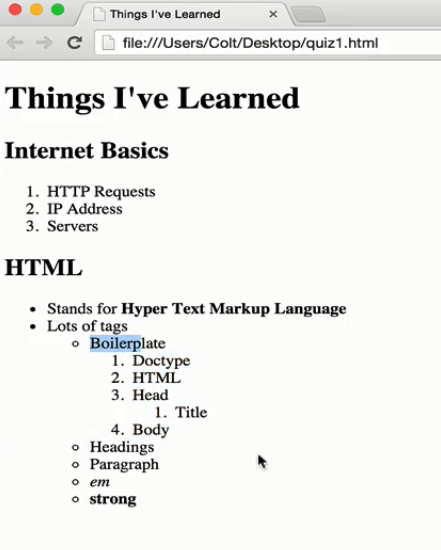 Things I've Learned
file:///Users/Colt/Desktop/quiz1.html
Things I've Learned
Internet Basics
1. HTTP Requests
2. IP Address
3. Servers
HTML
• Stands for Hyper Text Markup Language
• Lots of tags
◦ Boilerplate
1. Doctype
2. HTML
3. Head
1. Title
4. Body
◦ Headings
◦ Paragraph
◦ em
◦ strong